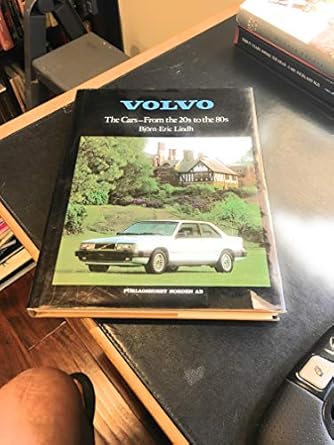 VOLVO
The Cars–From the 20s to the 80s
Björn-Eric Lindh
FÖRLAGSHUSET NORDEN AB